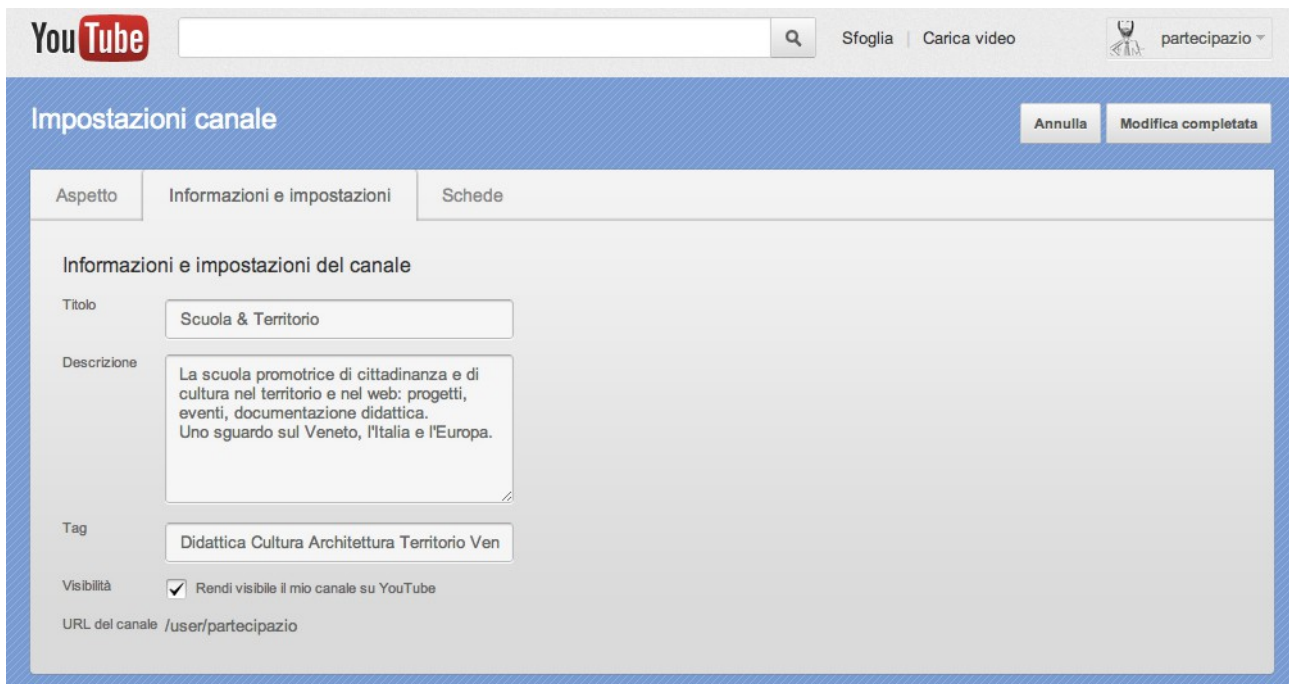 YouTube
Sfoglia | Carica video
partecipazio
Impostazioni canale
Annulla
Modifica completata
Aspetto
Informazioni e impostazioni
Schede
Informazioni e impostazioni del canale
Titolo
Scuola & Territorio
Descrizione
La scuola promotrice di cittadinanza e di
cultura nel territorio e nel web: progetti,
eventi, documentazione didattica.
Uno sguardo sul Veneto, l'Italia e l'Europa.
Tag
Didattica Cultura Architettura Territorio Ven
Visibilità
Rendi visibile il mio canale su YouTube
URL del canale /user/partecipazio